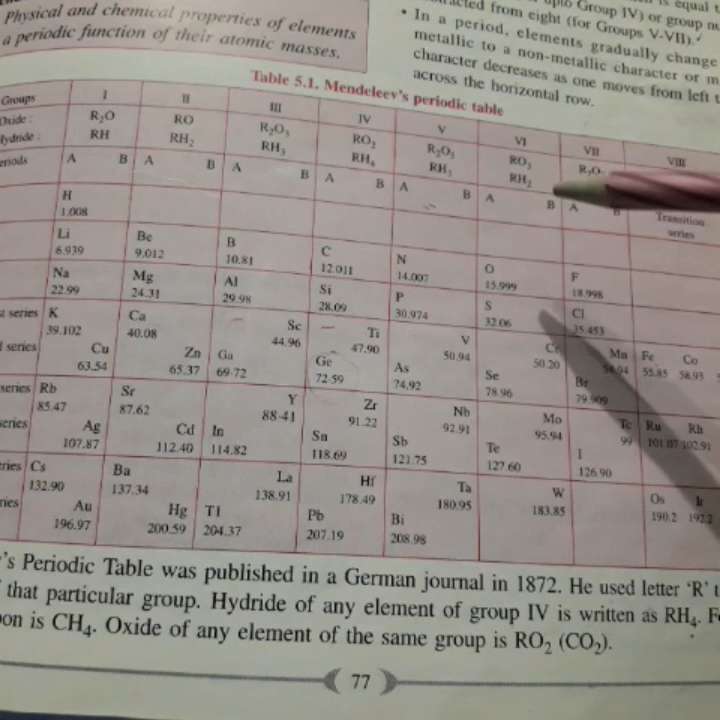 Physical and chemical properties of elements
a periodic function of their atomic masses.
upto Group IV) or group
from eight (for Groups V-VII).
• In a period, elements gradually change
metallic to a non-metallic character or
character decreases as one moves from left
across the horizontal row.
Table 5.1. Mendeleev's periodic table
Groups I II III IV V VI VII VIII
Oxide : R₂O RO R₂O₃ RO₂ R₂O₅ RO₃
Hydride : RH RH₂ RH₃ RH₄ RH₃ RH₂
A B A B A B A B A B A B A B Transition
series
H
1.008
Li Be B C N O F
6.939 9.012 10.81 12.011 14.007 15.999 18.998
Na Mg Al Si P S Cl
22.99 24.31 29.98 28.09 30.974 32.06 35.453
series K Ca Sc Ti V Cr Mn Fe Co
39.102 40.08 44.96 47.90 50.94 50.20 54.94 55.85 58.93
series Cu Zn Ga Ge As Se Br
63.54 65.37 69.72 72.59 74.92 78.96 79.909
series Rb Sr Y Zr Nb Mo Tc Ru Rh
85.47 87.62 88.41 91.22 92.91 95.94 99 101.07 102.91
Ag Cd In Sn Sb Te I
107.87 112.40 114.82 118.69 121.75 127.60 126.90
Cs Ba La Hf Ta W Os Ir
132.90 137.34 138.91 178.49 180.95 183.85 190.2 192.2
Au Hg Tl Pb Bi
196.97 200.59 204.37 207.19 208.98
's Periodic Table was published in a German journal in 1872. He used letter 'R'
that particular group. Hydride of any element of group IV is written as RH₄.
is CH₄. Oxide of any element of the same group is RO₂ (CO₂).
77